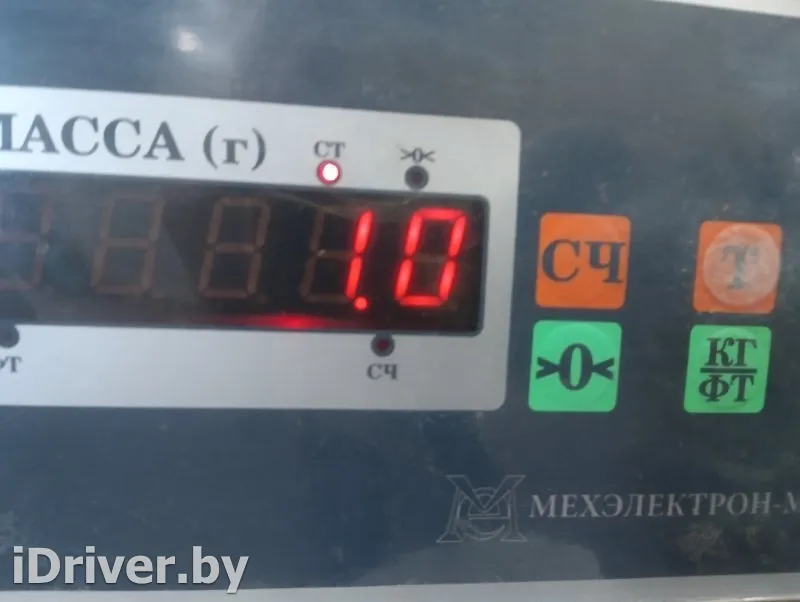 МАССА (г)
СТ >0<
1.0
СЧ Т
>0< КГ
ФТ
СЧ
МЕХЭЛЕКТРОН-М
iDriver.by